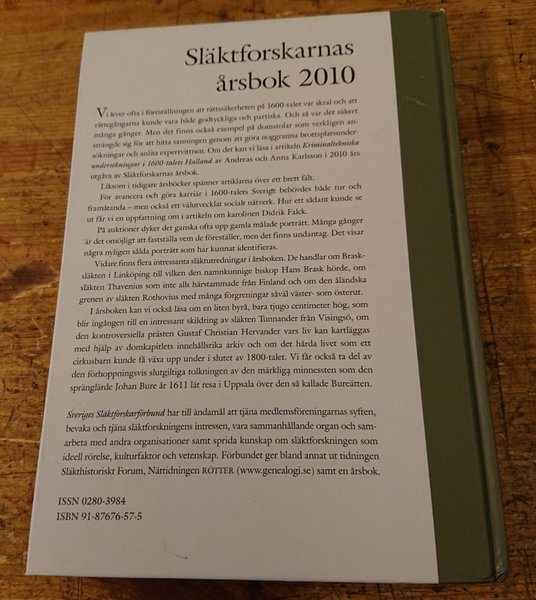 Släktforskarnas
årsbok 2010
Vi lever ofta i föreställningen att rättssäkerheten på 1600-talet var skral och att
rättegångarna kunde vara både godtyckliga och partiska. Och så var det säkert
många gånger. Men det finns också exempel på domstolar som verkligen an-
strängde sig för att hitta sanningen genom att göra noggranna brottsplatsunder-
sökningar och anlita expertvittnen. Om det kan vi läsa i artikeln Kriminaltekniska
undersökningar i 1600-talets Halland av Andreas och Anna Karlsson i 2010 års
utgåva av Släktforskarnas årsbok.
Liksom i tidigare årsböcker spänner artiklarna över ett brett fält.
För avancera och göra karriär i 1600-talets Sverige behövdes både tur och
framåtanda – men också ett välutvecklat socialt nätverk. Hur ett sådant kunde se
ut får vi en uppfattning om i artikeln om karolinen Didrik Falck.
På auktioner dyker det ganska ofta upp gamla målade porträtt. Många gånger
är det omöjligt att fastställa vem de föreställer, men det finns undantag. Det visar
några nyligen sålda porträtt som har kunnat identifieras.
Vidare finns flera intressanta släktutredningar i årsboken. De handlar om Brask-
släkten i Linköping till vilken den namnkunnige biskop Hans Brask hörde, om
släkten Thavenius som inte alls härstammade från Finland och om den åländska
grenen av släkten Rothovius med många förgreningar såväl väster- som österut.
I årsboken kan vi också läsa om en liten byrå, bara tjugo centimeter hög, som
blir ingången till en intressant skildring av släkten Tunnander från Visingsö, om
den kontroversiella prästen Gustaf Christian Hervander vars liv kan kartläggas
med hjälp av domkapitlets innehållsrika arkiv och om det hårda livet som ett
cirkusbarn kunde få växa upp under i slutet av 1800-talet. Vi får också ta del av
den förhoppningsvis slutgiltiga tolkningen av den märkliga minnessten som den
språnglärde Johan Bure år 1611 lät resa i Uppsala över den så kallade Bureätten.
Sveriges Släktforskarförbund har till ändamål att tjäna medlemsföreningarnas syften,
bevaka och tjäna släktforskningens intressen, vara sammanhållande organ och sam-
arbeta med andra organisationer samt sprida kunskap om släktforskningen som
ideell rörelse, kulturfaktor och vetenskap. Förbundet ger bland annat ut tidningen
Släkthistoriskt Forum, Nättidningen RÖTTER (www.genealogi.se) samt en årsbok.
ISSN 0280-3984
ISBN 91-87676-57-5